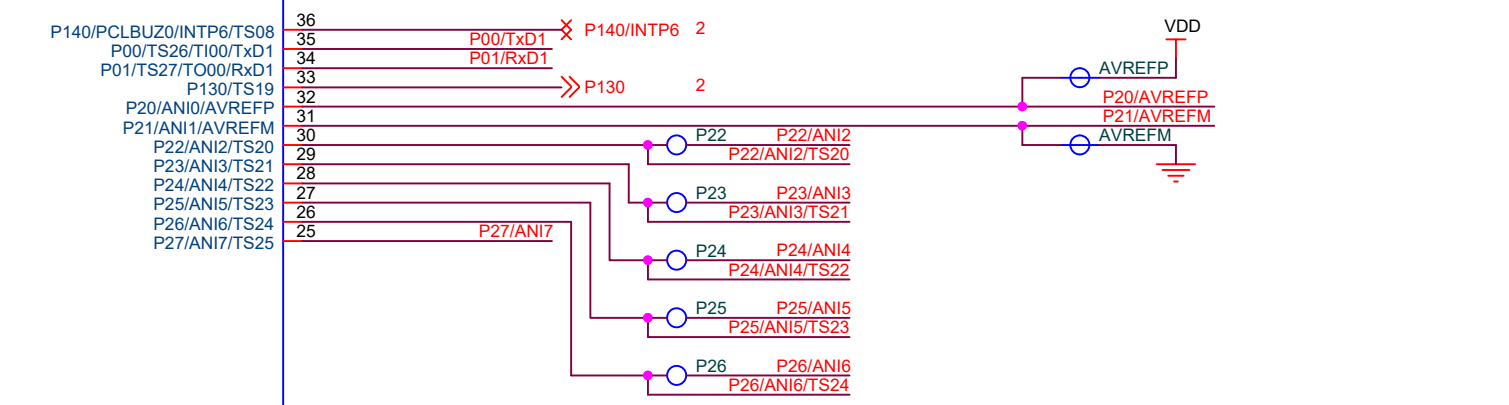 P140/PCLBUZ0/INTP6/TS08 36 P140/INTP6 2 VDD
P00/TS26/TI00/TxD1 35 P00/TxD1
P01/TS27/TO00/RxD1 34 P01/RxD1 AVREFP
P130/TS19 33 P130 2
P20/ANI0/AVREFP 32 P20/AVREFP
P21/ANI1/AVREFM 31 P21/AVREFM
P22/ANI2/TS20 30 P22 P22/ANI2 AVREFM
P23/ANI3/TS21 29 P22/ANI2/TS20
P24/ANI4/TS22 28 P23 P23/ANI3
P25/ANI5/TS23 27 P23/ANI3/TS21
P26/ANI6/TS24 26
P27/ANI7/TS25 25 P27/ANI7
P24 P24/ANI4
P24/ANI4/TS22
P25 P25/ANI5
P25/ANI5/TS23
P26 P26/ANI6
P26/ANI6/TS24